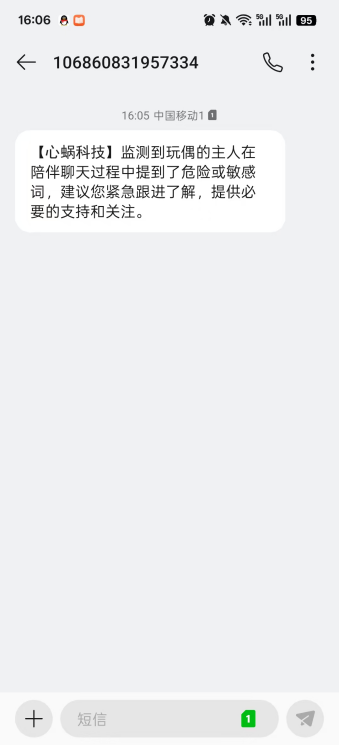 16:06 5G 5G 95
106860831957334
16:05 中国移动1 1
【心蜗科技】监测到玩偶的主人在
陪伴聊天过程中提到了危险或敏感
词，建议您紧急跟进了解，提供必
要的支持和关注。
短信 1